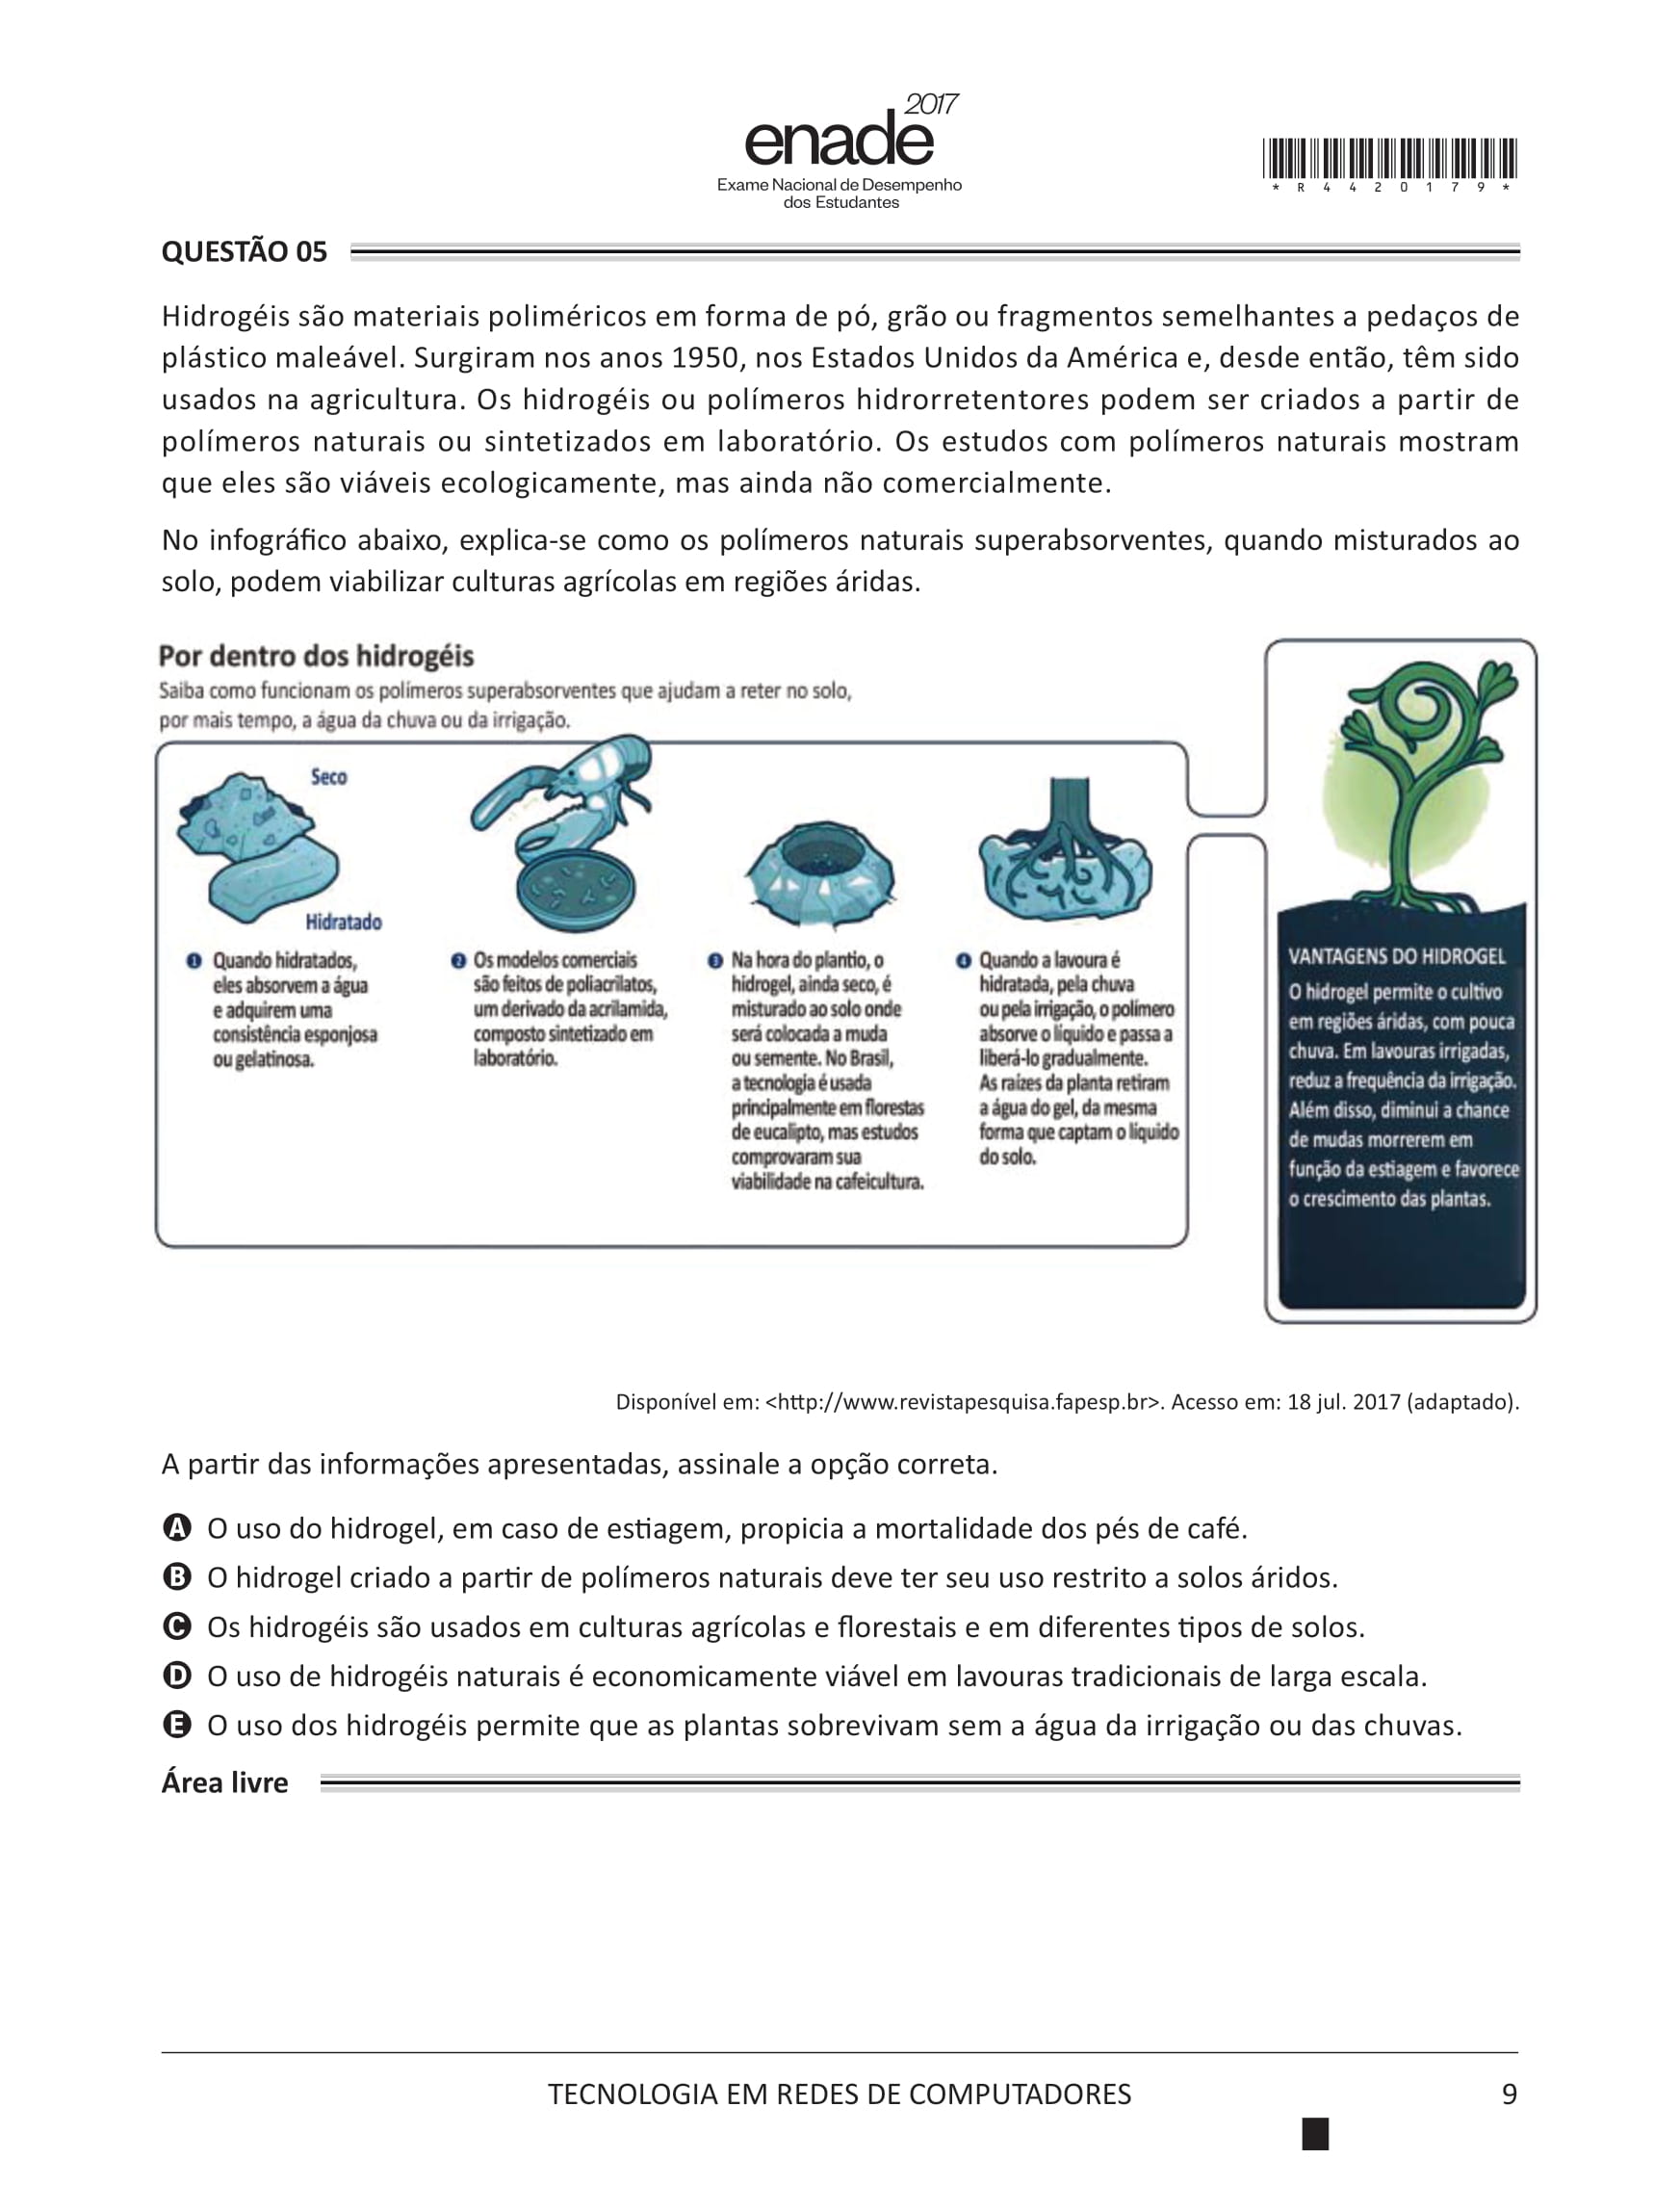 2017
enade
Exame Nacional de Desempenho
dos Estudantes
* R 4 4 2 0 1 7 9 *
QUESTÃO 05
Hidrogéis são materiais poliméricos em forma de pó, grão ou fragmentos semelhantes a pedaços de
plástico maleável. Surgiram nos anos 1950, nos Estados Unidos da América e, desde então, têm sido
usados na agricultura. Os hidrogéis ou polímeros hidrorretentores podem ser criados a partir de
polímeros naturais ou sintetizados em laboratório. Os estudos com polímeros naturais mostram
que eles são viáveis ecologicamente, mas ainda não comercialmente.
No infográfico abaixo, explica-se como os polímeros naturais superabsorventes, quando misturados ao
solo, podem viabilizar culturas agrícolas em regiões áridas.
Por dentro dos hidrogéis
Saiba como funcionam os polímeros superabsorventes que ajudam a reter no solo,
por mais tempo, a água da chuva ou da irrigação.
Seco
Hidratado
1 Quando hidratados,
eles absorvem a água
e adquirem uma
consistência esponjosa
ou gelatinosa.
2 Os modelos comerciais
são feitos de poliacrilatos,
um derivado da acrilamida,
composto sintetizado em
laboratório.
3 Na hora do plantio, o
hidrogel, ainda seco, é
misturado ao solo onde
será colocada a muda
ou semente. No Brasil,
a tecnologia é usada
principalmente em florestas
de eucalipto, mas estudos
comprovaram sua
viabilidade na cafeicultura.
4 Quando a lavoura é
hidratada, pela chuva
ou pela irrigação, o polímero
absorve o líquido e passa a
liberá-lo gradualmente.
As raízes da planta retiram
a água do gel, da mesma
forma que captam o líquido
do solo.
VANTAGENS DO HIDROGEL
O hidrogel permite o cultivo
em regiões áridas, com pouca
chuva. Em lavouras irrigadas,
reduz a frequência da irrigação.
Além disso, diminui a chance
de mudas morrerem em
função da estiagem e favorece
o crescimento das plantas.
Disponível em: <http://www.revistapesquisa.fapesp.br>. Acesso em: 18 jul. 2017 (adaptado).
A partir das informações apresentadas, assinale a opção correta.
A O uso do hidrogel, em caso de estiagem, propicia a mortalidade dos pés de café.
B O hidrogel criado a partir de polímeros naturais deve ter seu uso restrito a solos áridos.
C Os hidrogéis são usados em culturas agrícolas e florestais e em diferentes tipos de solos.
D O uso de hidrogéis naturais é economicamente viável em lavouras tradicionais de larga escala.
E O uso dos hidrogéis permite que as plantas sobrevivam sem a água da irrigação ou das chuvas.
Área livre
TECNOLOGIA EM REDES DE COMPUTADORES
9